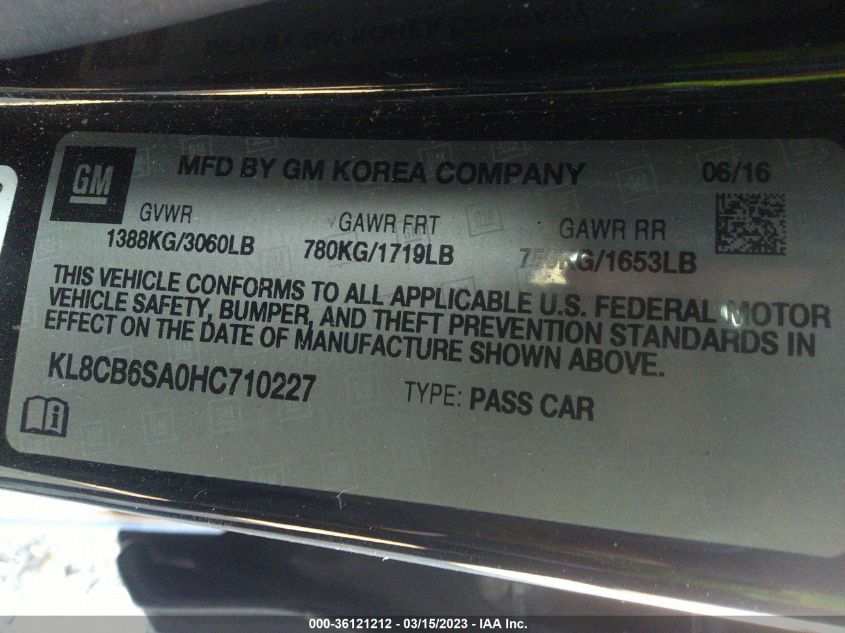 GM
MFD BY GM KOREA COMPANY 06/16
GVWR GAWR FRT GAWR RR
1388KG/3060LB 780KG/1719LB KG/1653LB
THIS VEHICLE CONFORMS TO ALL APPLICABLE U.S. FEDERAL MOTOR
VEHICLE SAFETY, BUMPER, AND THEFT PREVENTION STANDARDS IN
EFFECT ON THE DATE OF MANUFACTURE SHOWN ABOVE.
KL8CB6SA0HC710227 TYPE: PASS CAR
000-36121212 — 03/15/2023 — IAA Inc.